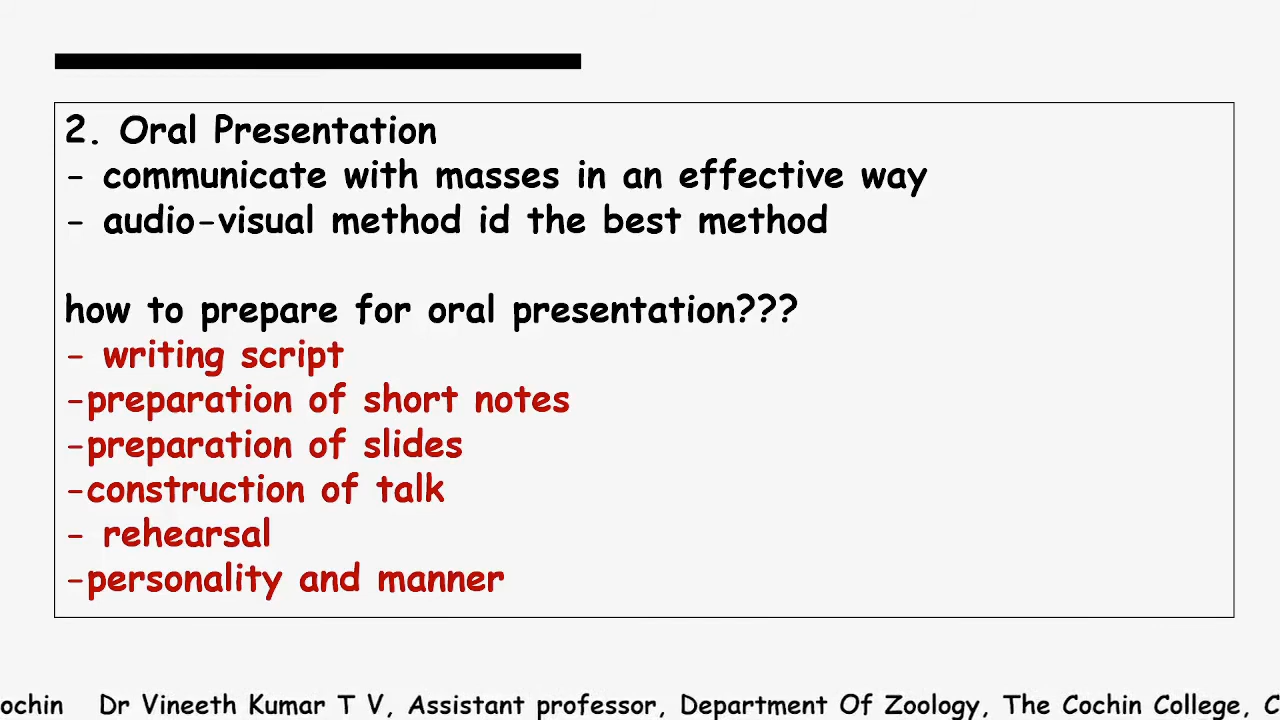 2. Oral Presentation
- communicate with masses in an effective way
- audio-visual method id the best method
how to prepare for oral presentation???
- writing script
-preparation of short notes
-preparation of slides
-construction of talk
- rehearsal
-personality and manner
ochin Dr Vineeth Kumar T V, Assistant professor, Department Of Zoology, The Cochin College, C